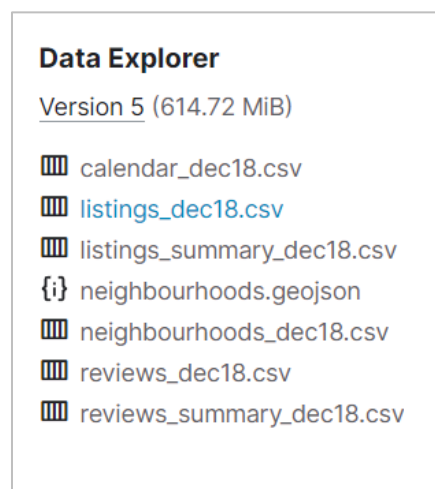 Data Explorer
Version 5 (614.72 MiB)
calendar_dec18.csv
listings_dec18.csv
listings_summary_dec18.csv
neighbourhoods.geojson
neighbourhoods_dec18.csv
reviews_dec18.csv
reviews_summary_dec18.csv